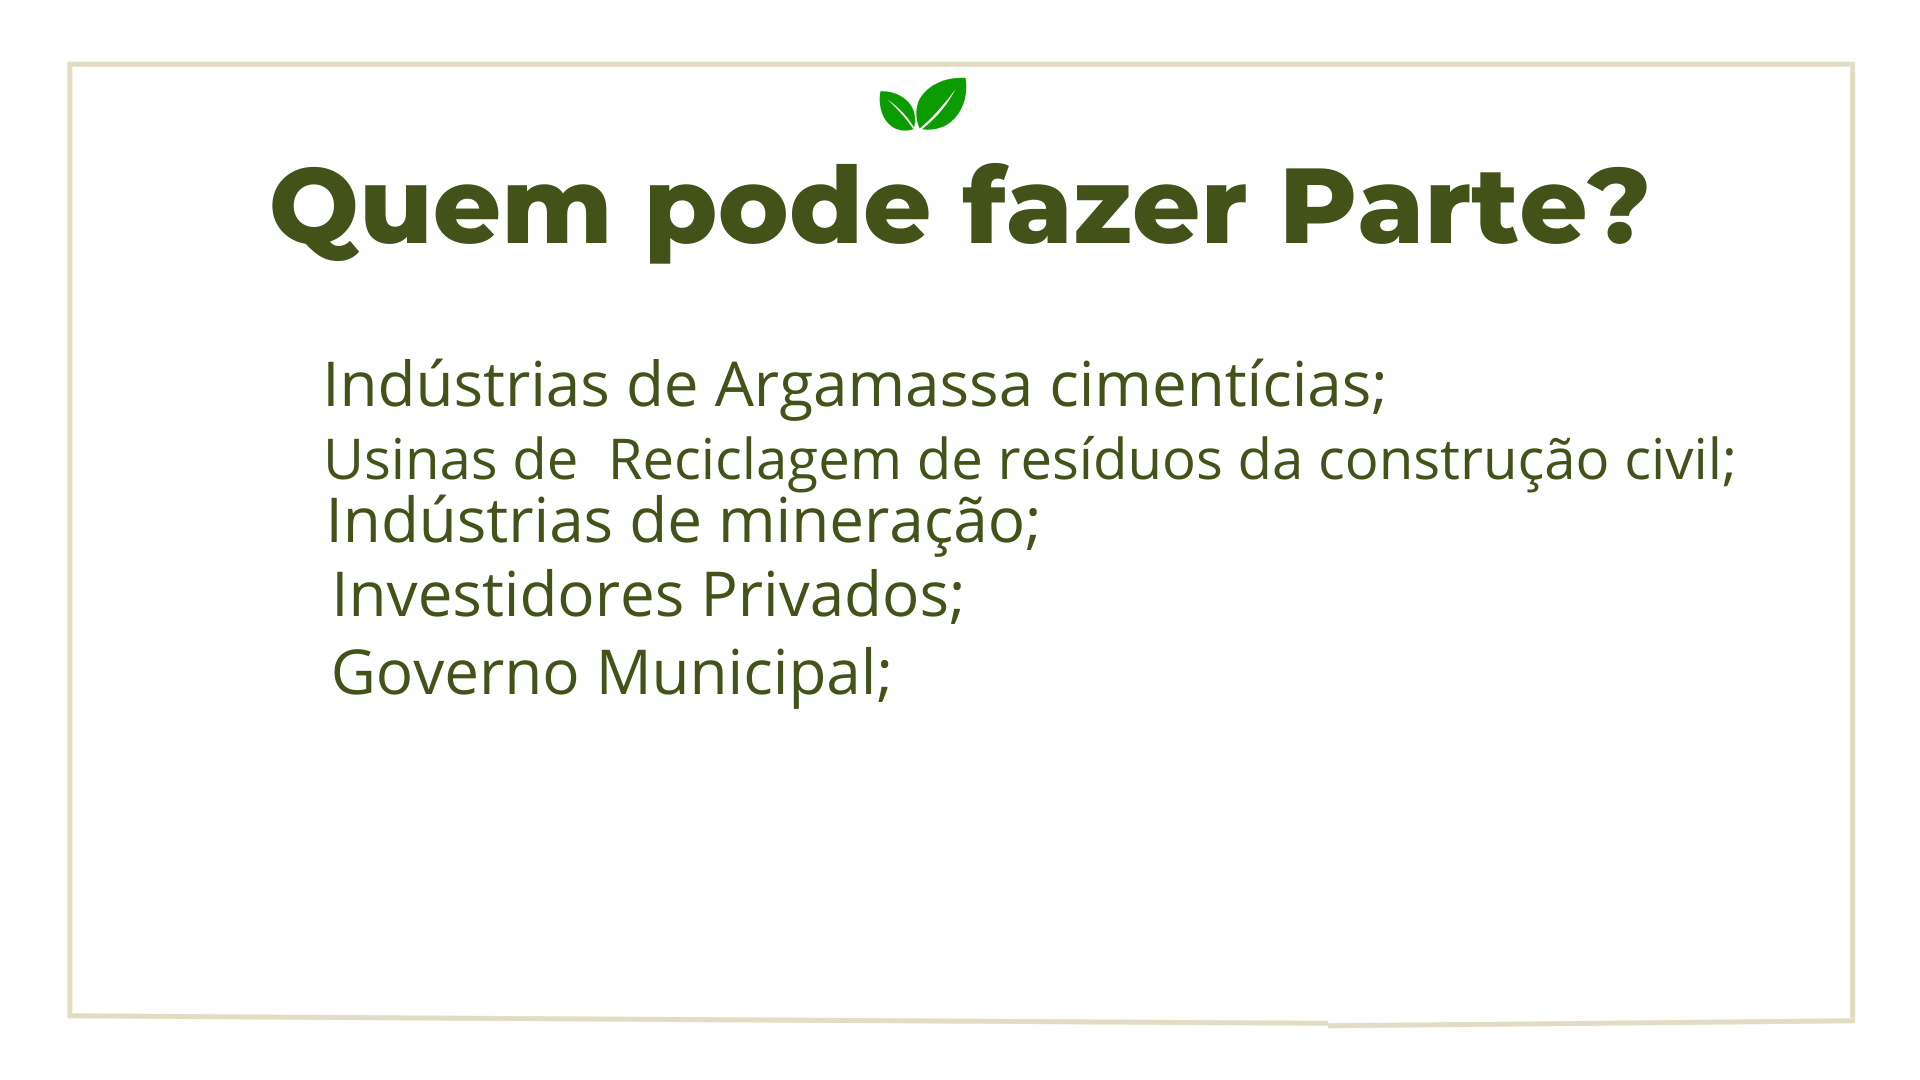 Quem pode fazer Parte?
Indústrias de Argamassa cimentícias;
Usinas de  Reciclagem de resíduos da construção civil;
Indústrias de mineração;
Investidores Privados;
Governo Municipal;